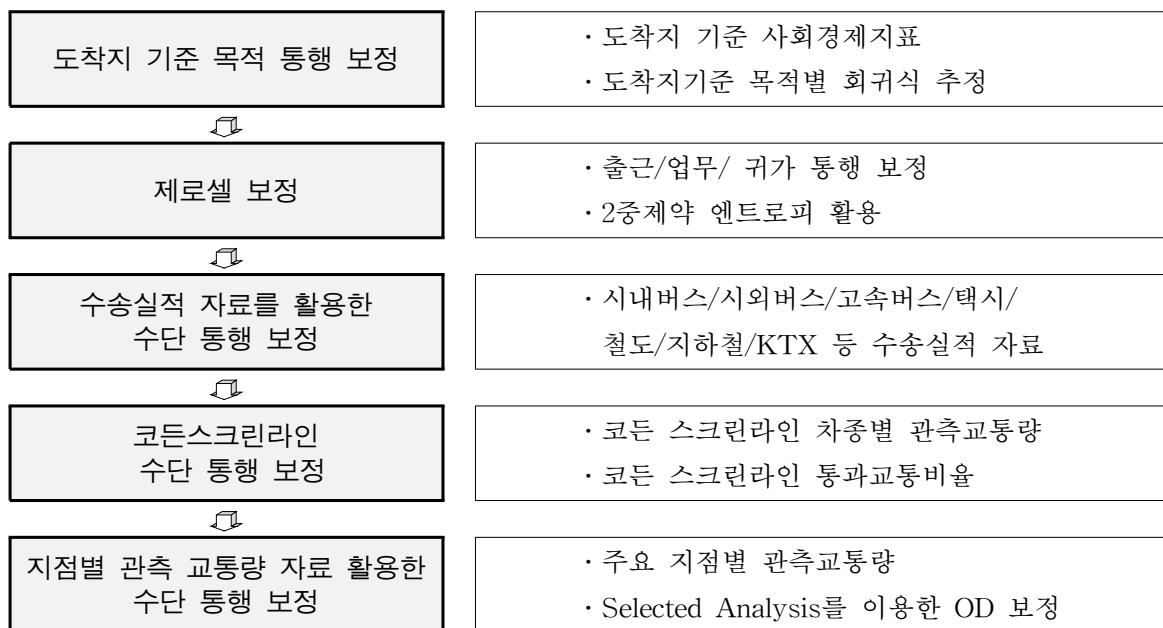 도착지 기준 목적 통행 보정
· 도착지 기준 사회경제지표
· 도착지기준 목적별 회귀식 추정
제로셀 보정
· 출근/업무/ 귀가 통행 보정
· 2중제약 엔트로피 활용
수송실적 자료를 활용한
수단 통행 보정
· 시내버스/시외버스/고속버스/택시/
철도/지하철/KTX 등 수송실적 자료
코든스크린라인
수단 통행 보정
· 코든 스크린라인 차종별 관측교통량
· 코든 스크린라인 통과교통비율
지점별 관측 교통량 자료 활용한
수단 통행 보정
· 주요 지점별 관측교통량
· Selected Analysis를 이용한 OD 보정